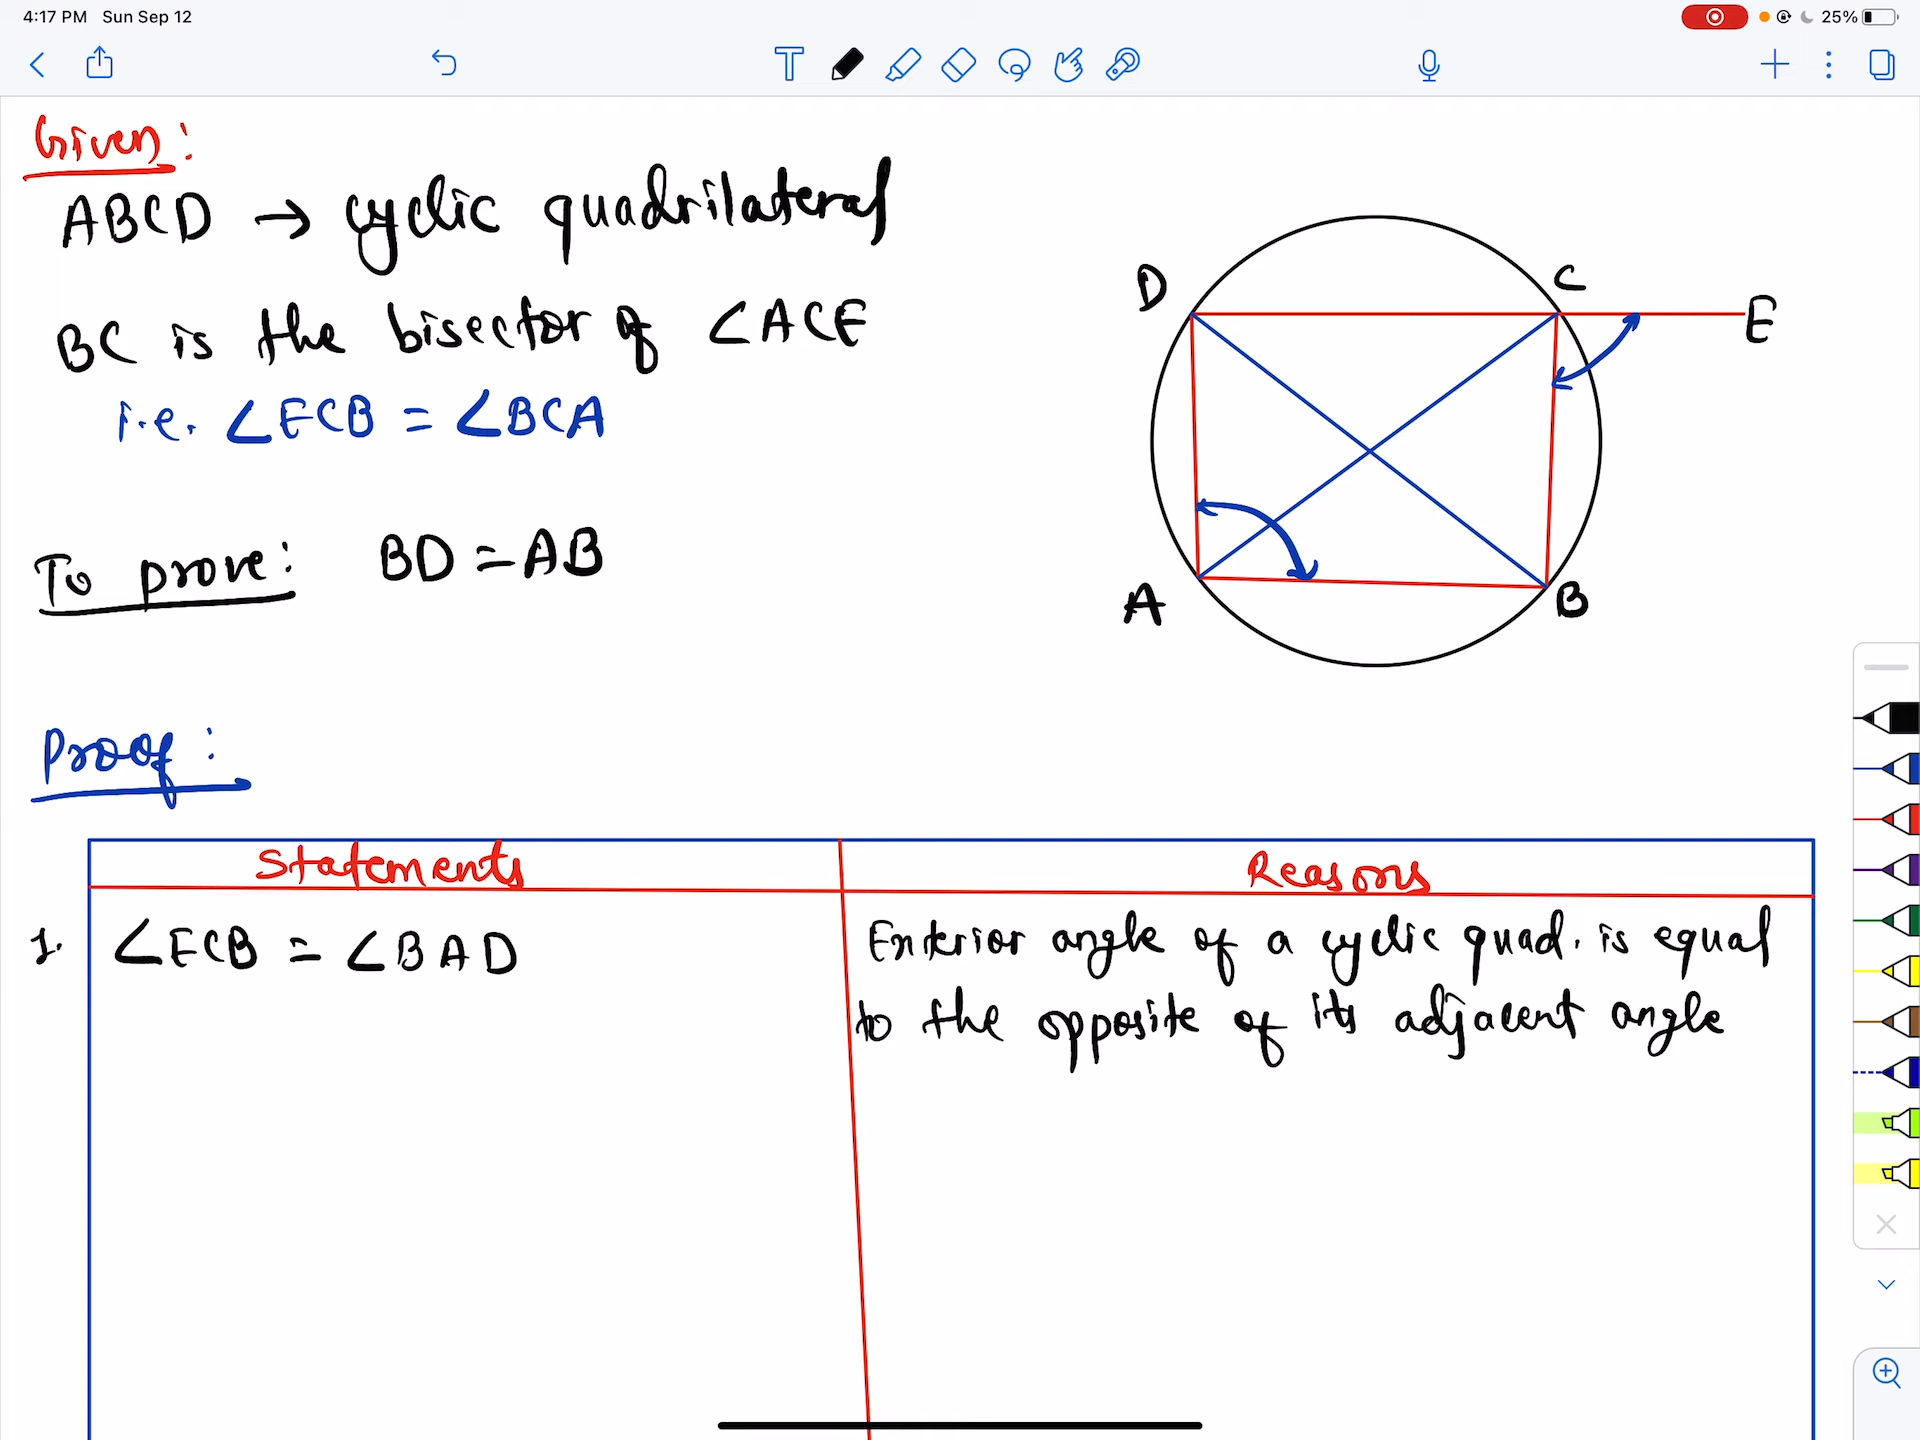 4:17 PM Sun Sep 12
25%
Given:
ABCD → cyclic quadrilateral
BC is the bisector of ∠ACE
i.e. ∠ECB = ∠BCA
To prove: BD = AB
D
C
E
A
B
Proof:
Statements
Reasons
1. ∠ECB = ∠BAD
Exterior angle of a cyclic quad. is equal
to the opposite of its adjacent angle